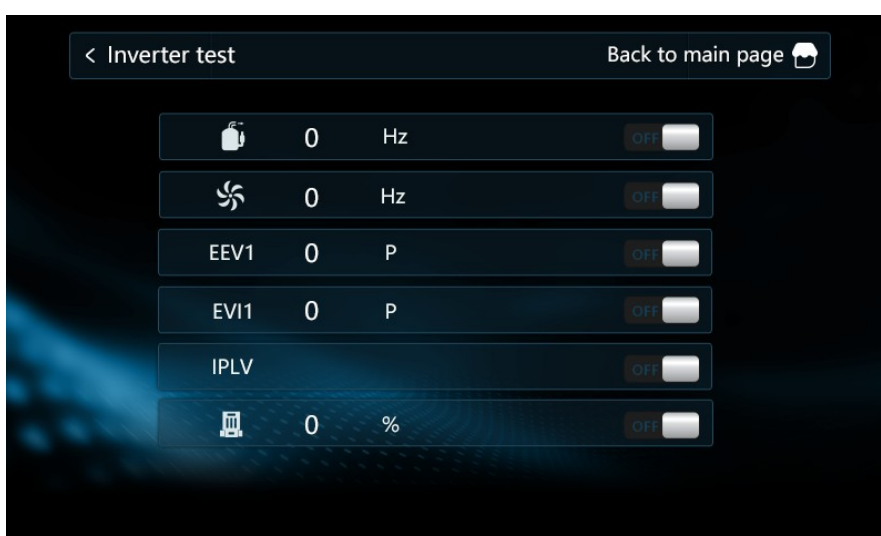 < Inverter test Back to main page
0 Hz OFF
0 Hz OFF
EEV1 0 P OFF
EVI1 0 P OFF
IPLV OFF
0 % OFF